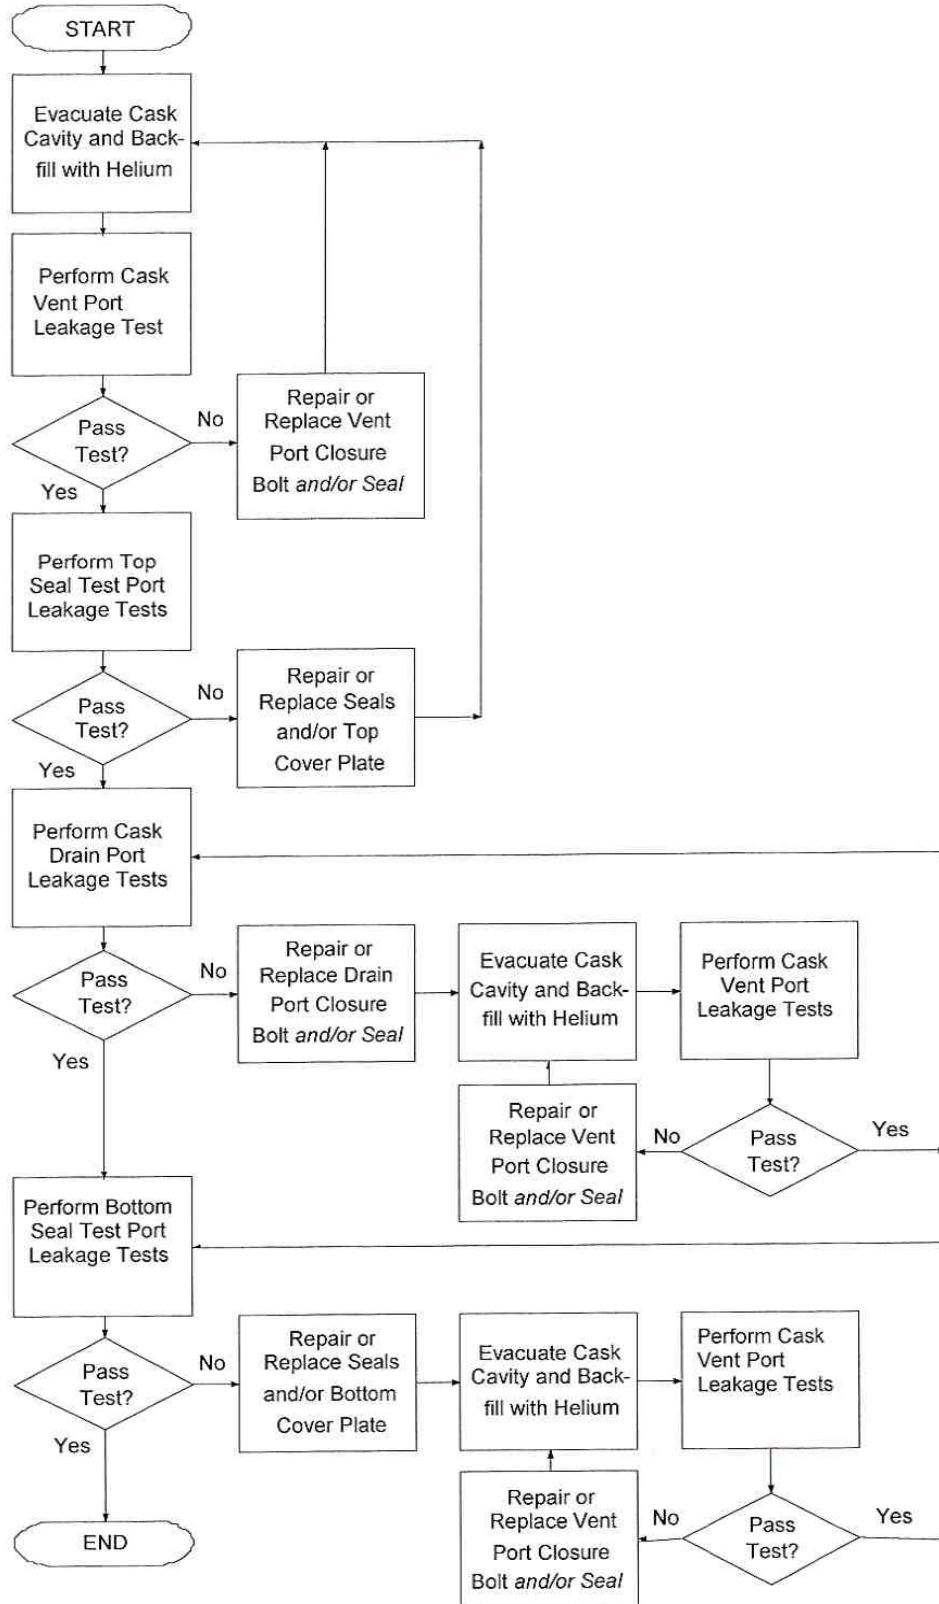 START
Evacuate Cask
Cavity and Back-
fill with Helium
Perform Cask
Vent Port
Leakage Test
Pass
Test?
No
Repair or
Replace Vent
Port Closure
Bolt and/or Seal
Yes
Perform Top
Seal Test Port
Leakage Tests
Pass
Test?
No
Repair or
Replace Seals
and/or Top
Cover Plate
Yes
Perform Cask
Drain Port
Leakage Tests
Pass
Test?
No
Repair or
Replace Drain
Port Closure
Bolt and/or Seal
Evacuate Cask
Cavity and Back-
fill with Helium
Perform Cask
Vent Port
Leakage Tests
Pass
Test?
No
Repair or
Replace Vent
Port Closure
Bolt and/or Seal
Yes
Yes
Perform Bottom
Seal Test Port
Leakage Tests
Pass
Test?
No
Repair or
Replace Seals
and/or Bottom
Cover Plate
Evacuate Cask
Cavity and Back-
fill with Helium
Perform Cask
Vent Port
Leakage Tests
Pass
Test?
No
Repair or
Replace Vent
Port Closure
Bolt and/or Seal
Yes
Yes
END